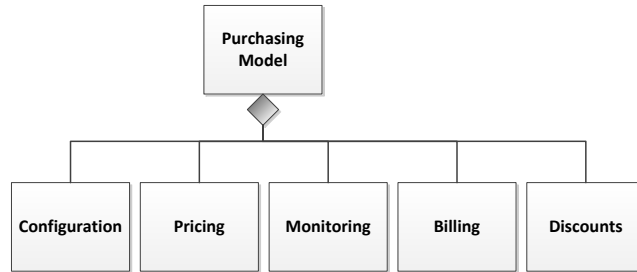 Purchasing
Model
Configuration
Pricing
Monitoring
Billing
Discounts